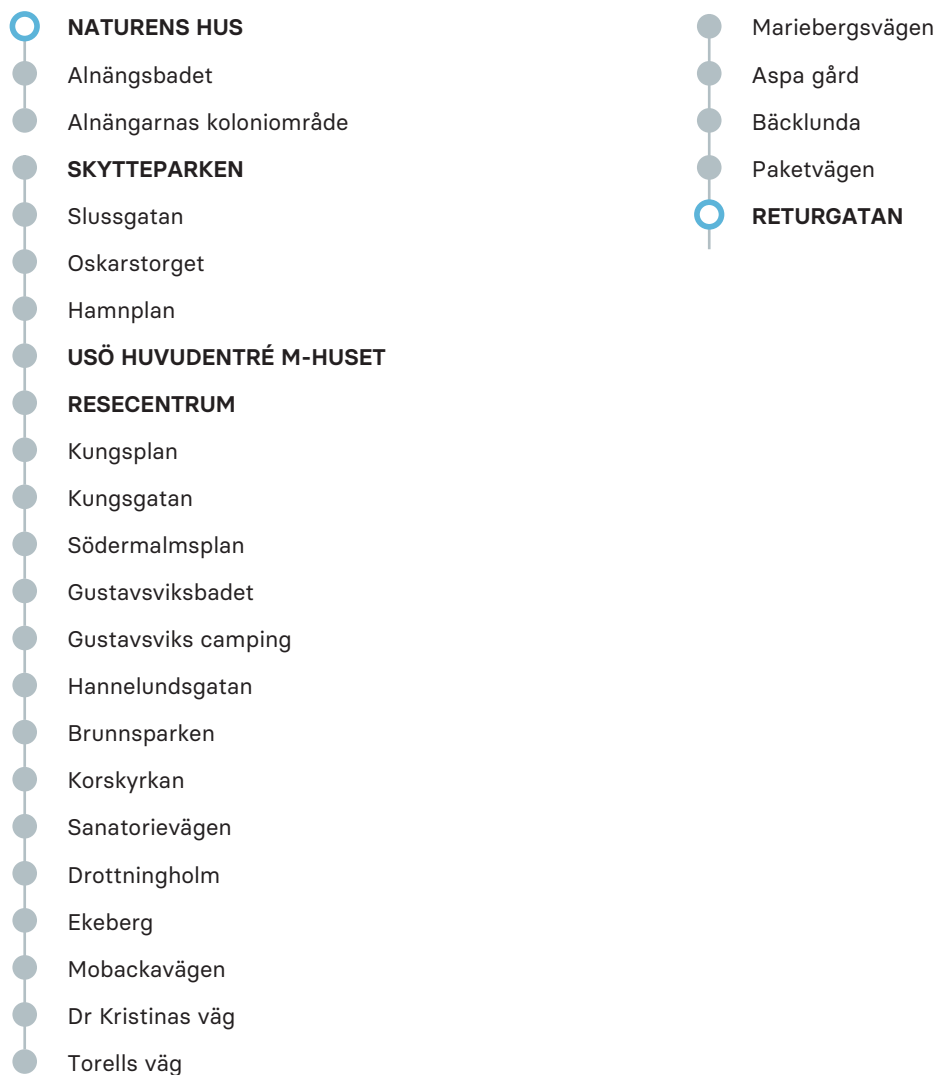 NATURENS HUS
Alnängsbadet
Alnängarnas koloniområde
SKYTTEPARKEN
Slussgatan
Oskarstorget
Hamnplan
USÖ HUVUDENTRÉ M-HUSET
RESECENTRUM
Kungsplan
Kungsgatan
Södermalmsplan
Gustavsviksbadet
Gustavsviks camping
Hannelundsgatan
Brunnsparken
Korskyrkan
Sanatorievägen
Drottningholm
Ekeberg
Mobackavägen
Dr Kristinas väg
Torells väg
Mariebergsvägen
Aspa gård
Bäcklunda
Paketvägen
RETURGATAN